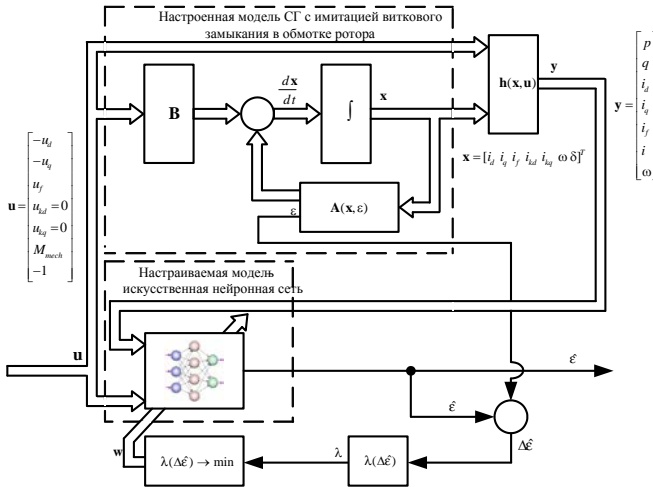 Настроенная модель СГ с имитацией виткового
замыкания в обмотке ротора
B
dx
dt
∫
x
h(x,u)
y
y =
p
q
i_d
i_q
i_f
i
ω
x = [i_d i_q i_f i_kd i_kq ω δ]^T
A(x,ε)
ε
u =
−u_d
−u_q
u_f
u_kd = 0
u_kq = 0
M_mech
−1
Настраиваемая модель
искусственная нейронная сеть
u
ε̂
ε̂
Δε̂
w
λ(Δε̂) → min
λ
λ(Δε̂)